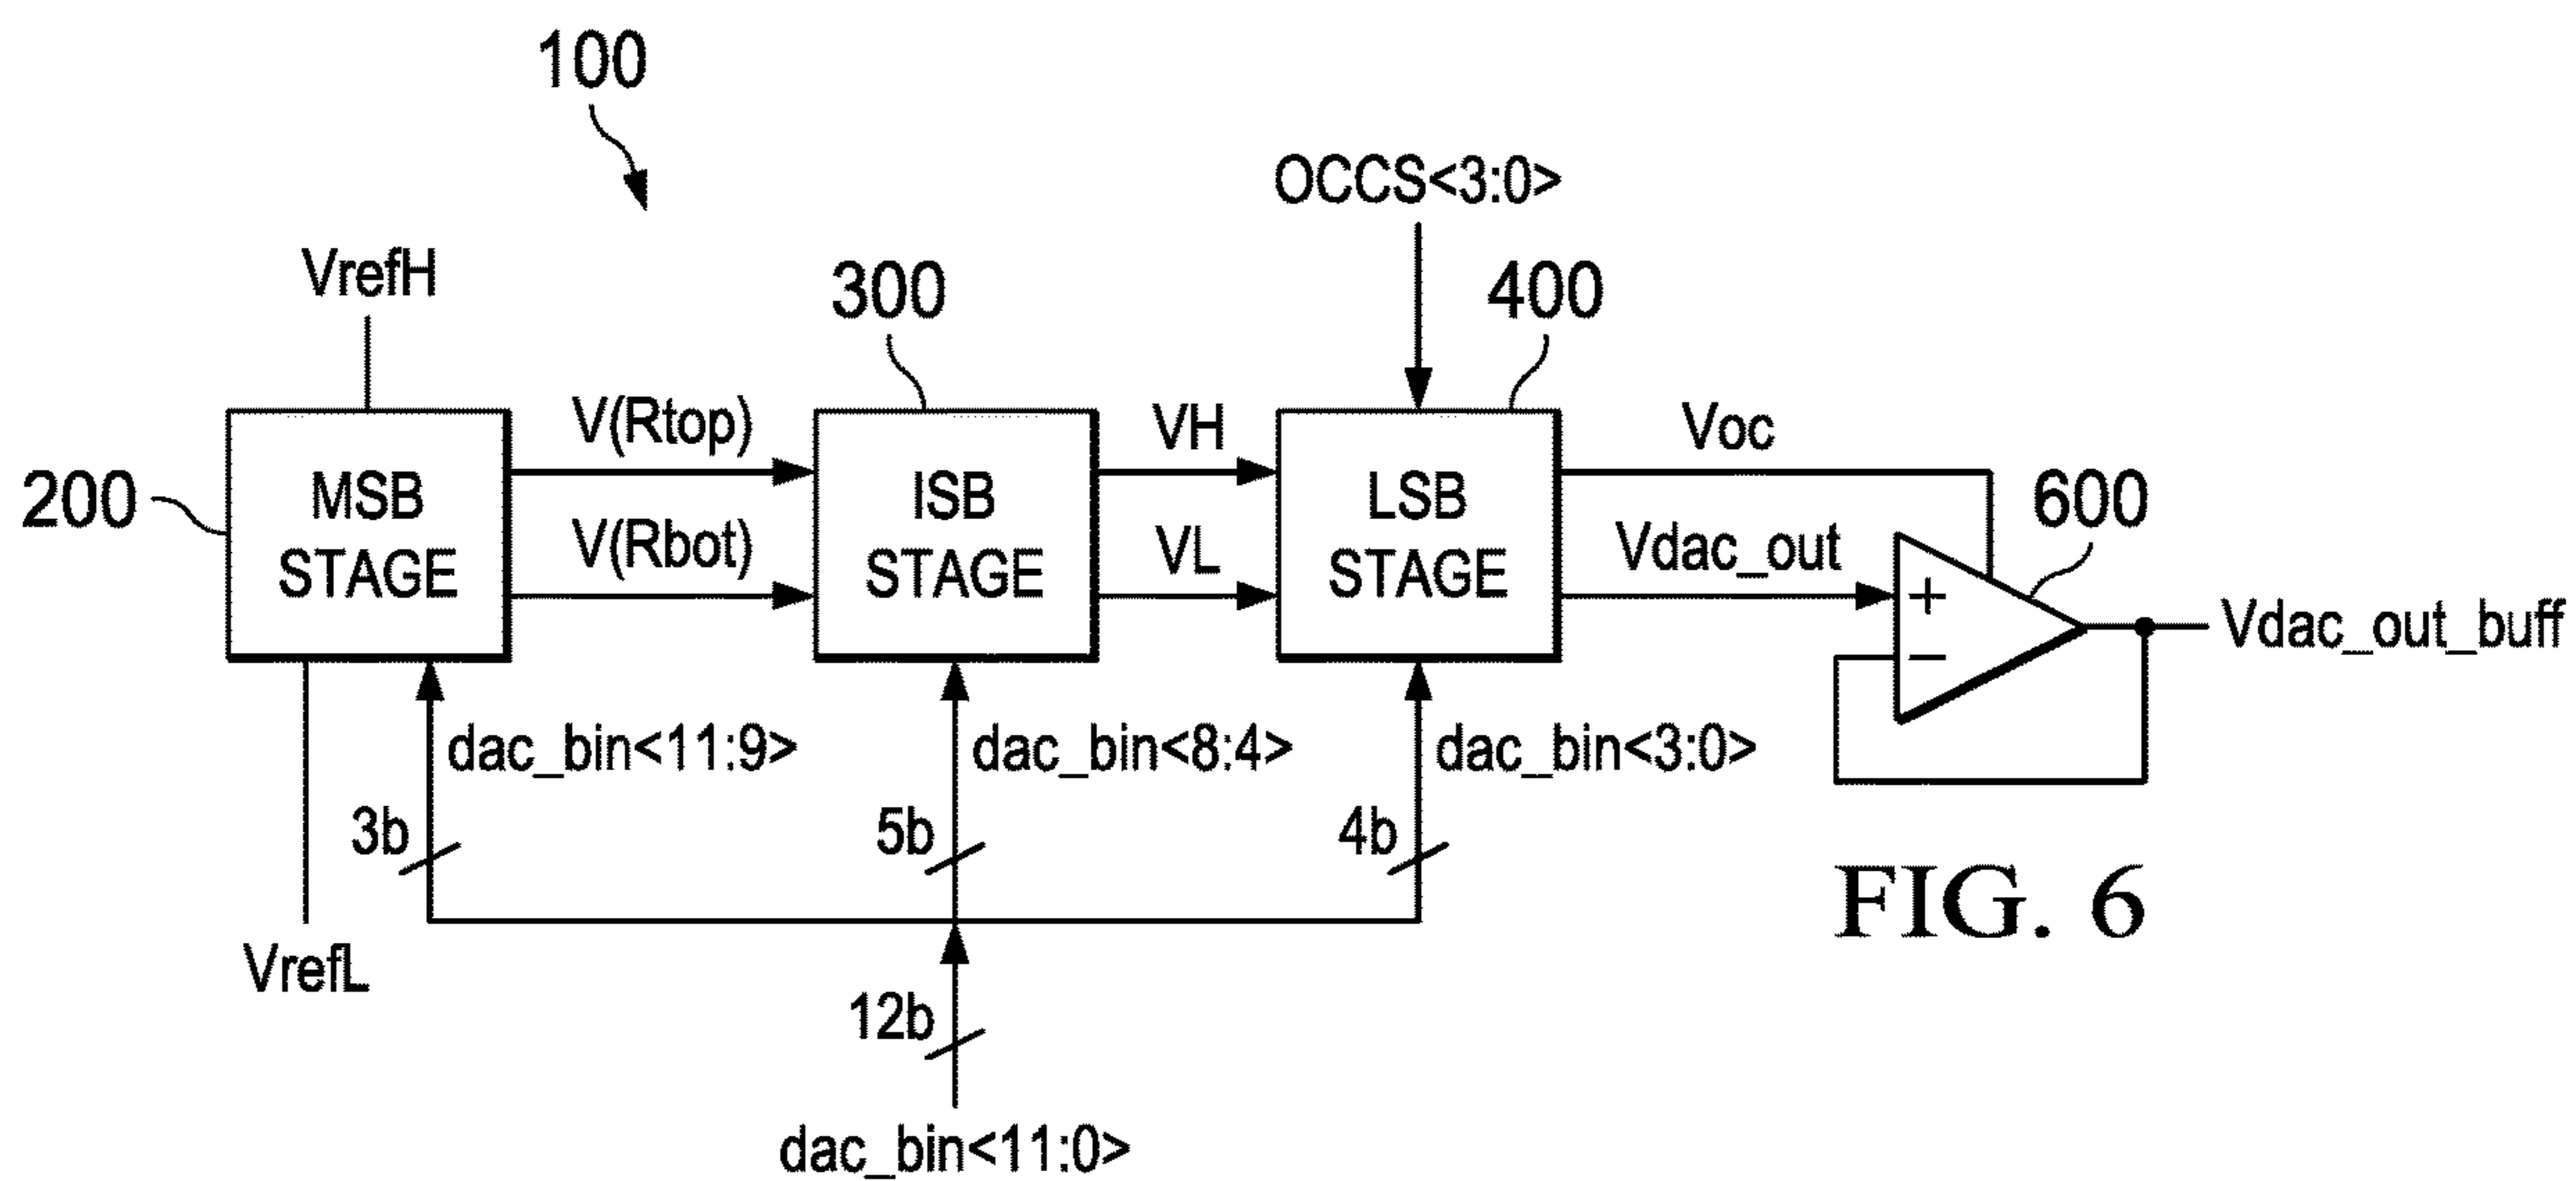 100
OCCS<3:0>
VrefH
300
400
V(Rtop)
VH
Voc
200
MSB
STAGE
ISB
STAGE
LSB
STAGE
600
V(Rbot)
VL
Vdac_out
+
−
Vdac_out_buff
dac_bin<11:9>
dac_bin<8:4>
dac_bin<3:0>
3b
5b
4b
FIG. 6
VrefL
12b
dac_bin<11:0>